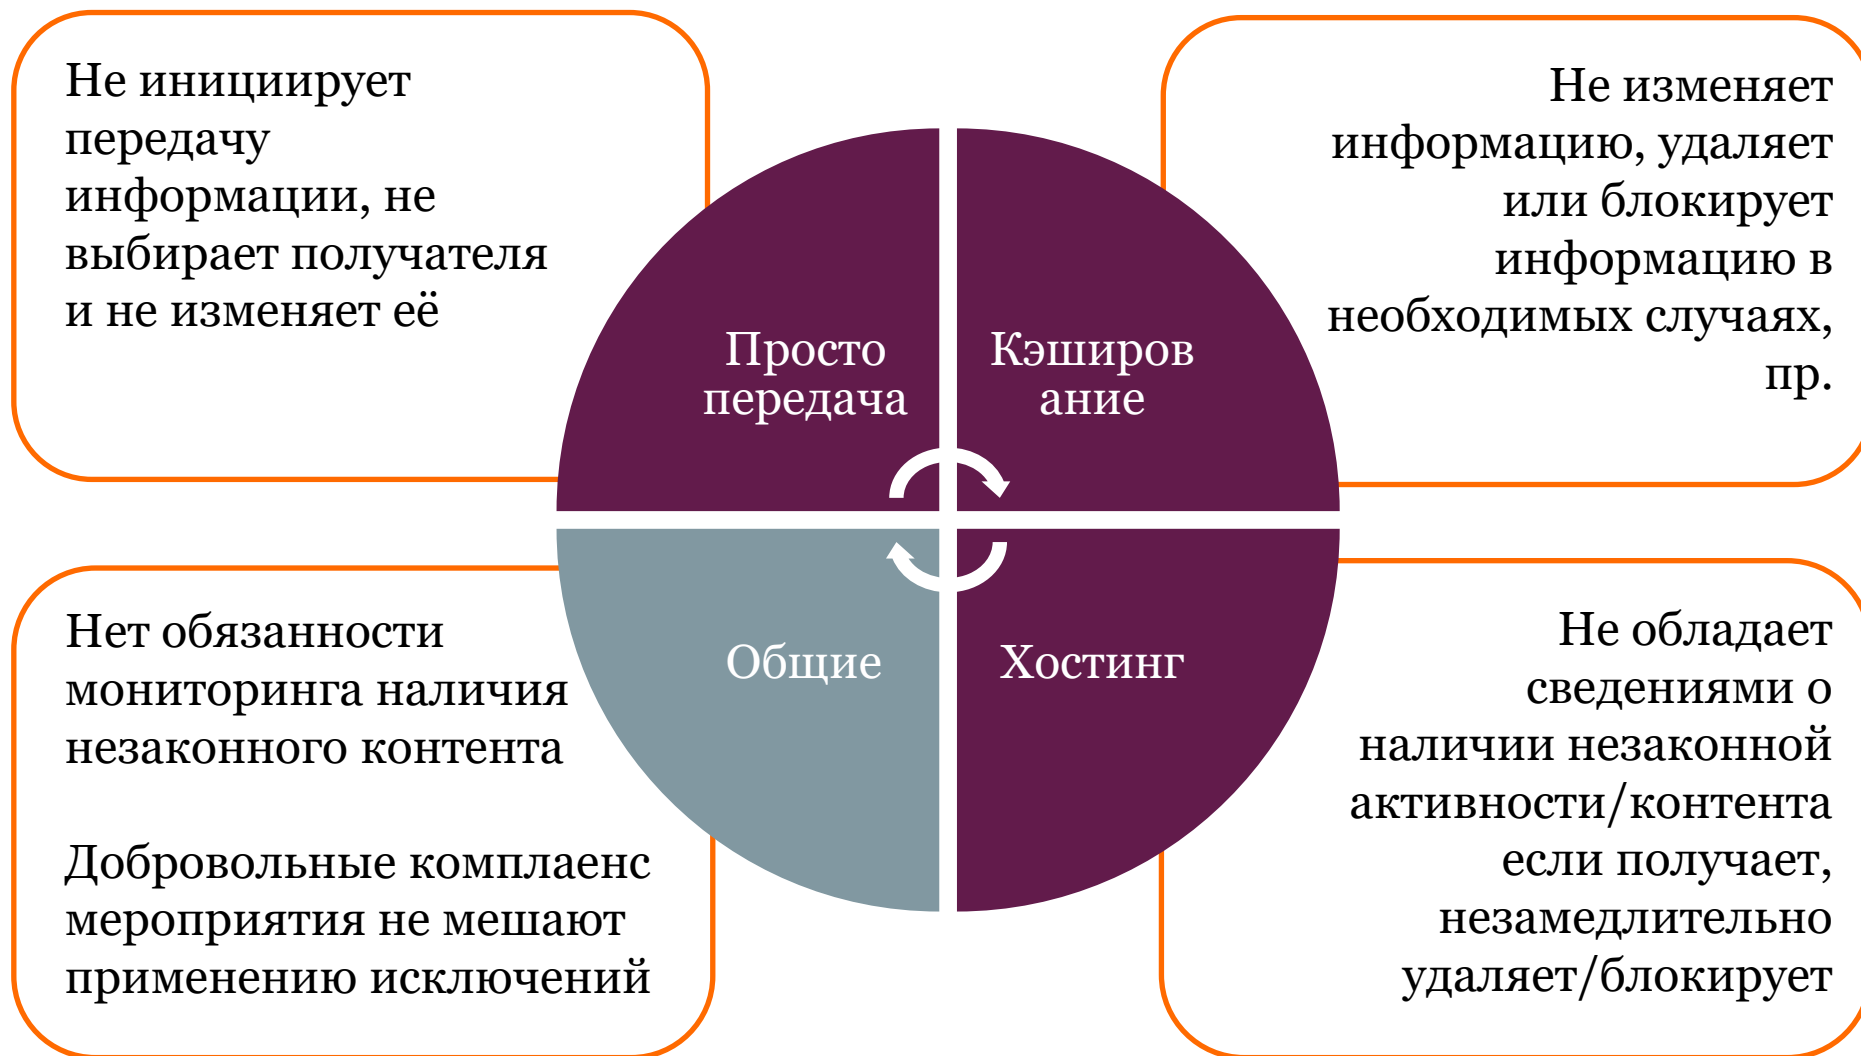 Не инициирует
передачу
информации, не
выбирает получателя
и не изменяет её
Не изменяет
информацию, удаляет
или блокирует
информацию в
необходимых случаях,
пр.
Просто
передача
Кэширов
ание
Общие
Хостинг
Нет обязанности
мониторинга наличия
незаконного контента
Добровольные комплаенс
мероприятия не мешают
применению исключений
Не обладает
сведениями о
наличии незаконной
активности/контента
если получает,
незамедлительно
удаляет/блокирует